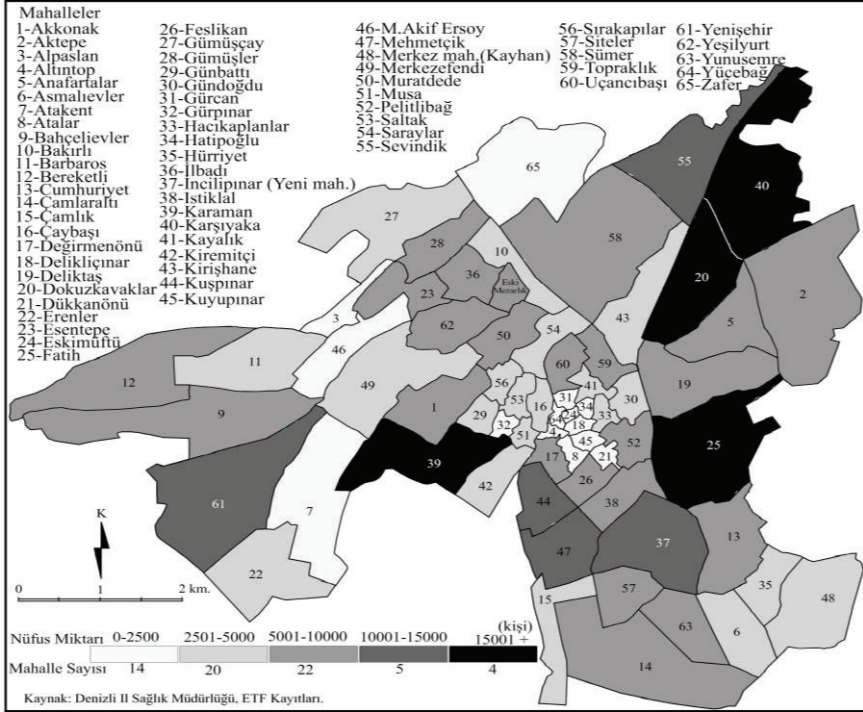 Mahalleler
1-Akkonak
2-Aktepe
3-Alpaslan
4-Altıntop
5-Anafartalar
6-Asmalıevler
7-Atakent
8-Atalar
9-Bahçelievler
10-Bakırlı
11-Barbaros
12-Bereketli
13-Cumhuriyet
14-Çamlaraltı
15-Çamlık
16-Çaybaşı
17-Değirmenönü
18-Delikliçınar
19-Deliktaş
20-Dokuzkavaklar
21-Dükkanönü
22-Erenler
23-Esentepe
24-Eskimüftü
25-Fatih
26-Feslikan
27-Gümüşçay
28-Gümüşler
29-Günbattı
30-Gündoğdu
31-Gürcan
32-Gürpınar
33-Hacıkaplanlar
34-Hatipoğlu
35-Hürriyet
36-İlbadı
37-İncilipınar (Yeni mah.)
38-İstiklal
39-Karaman
40-Karşıyaka
41-Kayalık
42-Kiremitçi
43-Kirişhane
44-Kuşpınar
45-Kuyupınar
46-M.Akif Ersoy
47-Mehmetçik
48-Merkez mah.(Kayhan)
49-Merkezefendi
50-Muratdede
51-Musa
52-Pelitlibağ
53-Saltak
54-Saraylar
55-Sevindik
56-Sırakapılar
57-Siteler
58-Sümer
59-Topraklık
60-Uçancıbaşı
61-Yenişehir
62-Yeşilyurt
63-Yunusemre
64-Yücebağ
65-Zafer
65
55
40
27
58
28
10
36
Eski
Mezarlık
20
2
23
3
62
50
54
43
5
46
11
12
49
60
59
19
9
1
56
53
16
41
31
34
33
30
29
32
51
64
24
4
18
45
8
21
52
25
39
17
42
26
44
38
61
7
47
37
13
22
57
15
35
48
63
6
14
K
0 1 2 km.
(kişi)
Nüfus Miktarı 0-2500 2501-5000 5001-10000 10001-15000 15001 +
Mahalle Sayısı 14 20 22 5 4
Kaynak: Denizli Il Sağlık Müdürlüğü, ETF Kayıtları.